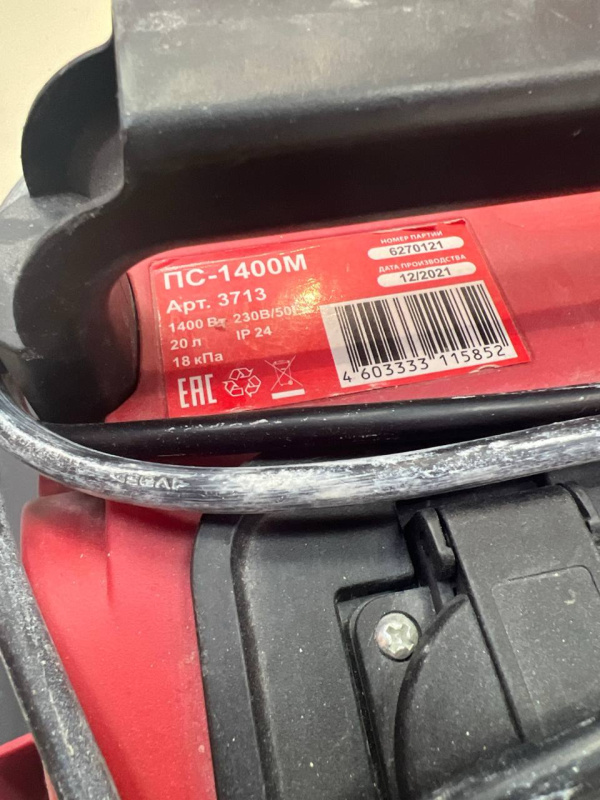 ПС-1400М
Арт. 3713
1400 Вт 230В/50Гц
20 л IP 24
18 кПа
EAC
НОМЕР ПАРТИИ
6270121
ДАТА ПРОИЗВОДСТВА
12/2021
4 603333 115852